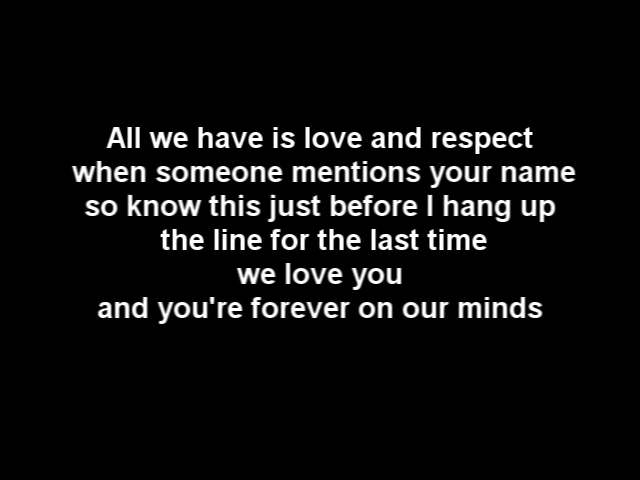 All we have is love and respect
when someone mentions your name
so know this just before I hang up
the line for the last time
we love you
and you're forever on our minds